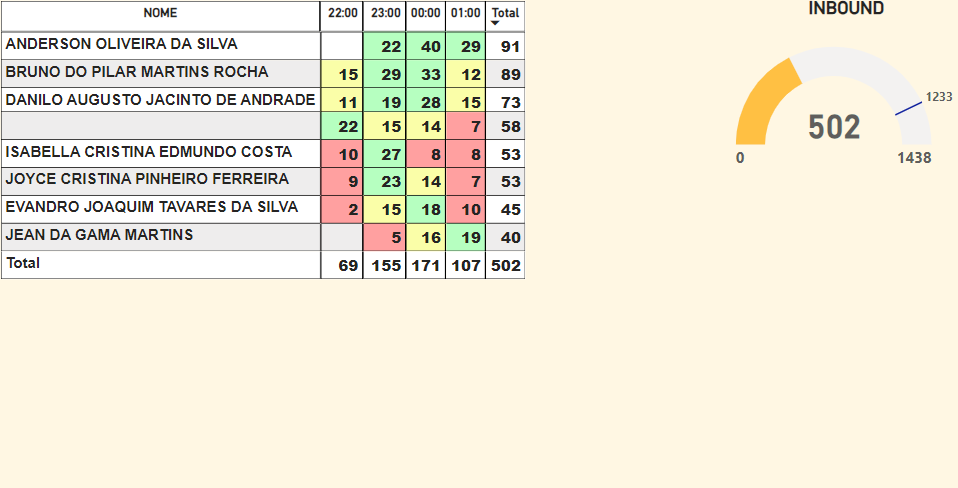 NOME 22:00 23:00 00:00 01:00 Total
ANDERSON OLIVEIRA DA SILVA 22 40 29 91
BRUNO DO PILAR MARTINS ROCHA 15 29 33 12 89
DANILO AUGUSTO JACINTO DE ANDRADE 11 19 28 15 73
22 15 14 7 58
ISABELLA CRISTINA EDMUNDO COSTA 10 27 8 8 53
JOYCE CRISTINA PINHEIRO FERREIRA 9 23 14 7 53
EVANDRO JOAQUIM TAVARES DA SILVA 2 15 18 10 45
JEAN DA GAMA MARTINS 5 16 19 40
Total 69 155 171 107 502
INBOUND
1233
502
0 1438